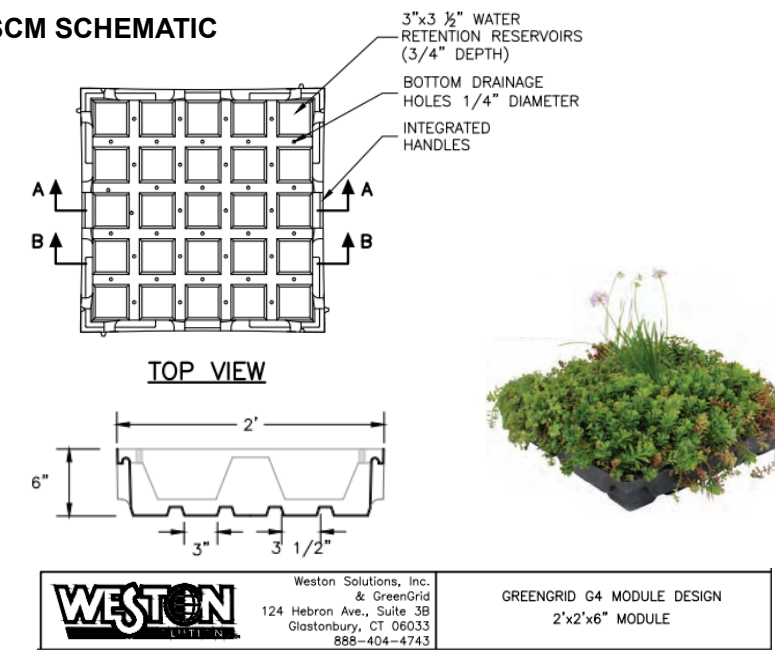 SCM SCHEMATIC
3"x3 ½" WATER
RETENTION RESERVOIRS
(3/4" DEPTH)
BOTTOM DRAINAGE
HOLES 1/4" DIAMETER
INTEGRATED
HANDLES
A A
B B
TOP VIEW
2'
6"
3" 3 1/2"
WESTON
Weston Solutions, Inc.
& GreenGrid
124 Hebron Ave., Suite 3B
Glastonbury, CT 06033
888-404-4743
GREENGRID G4 MODULE DESIGN
2'x2'x6" MODULE